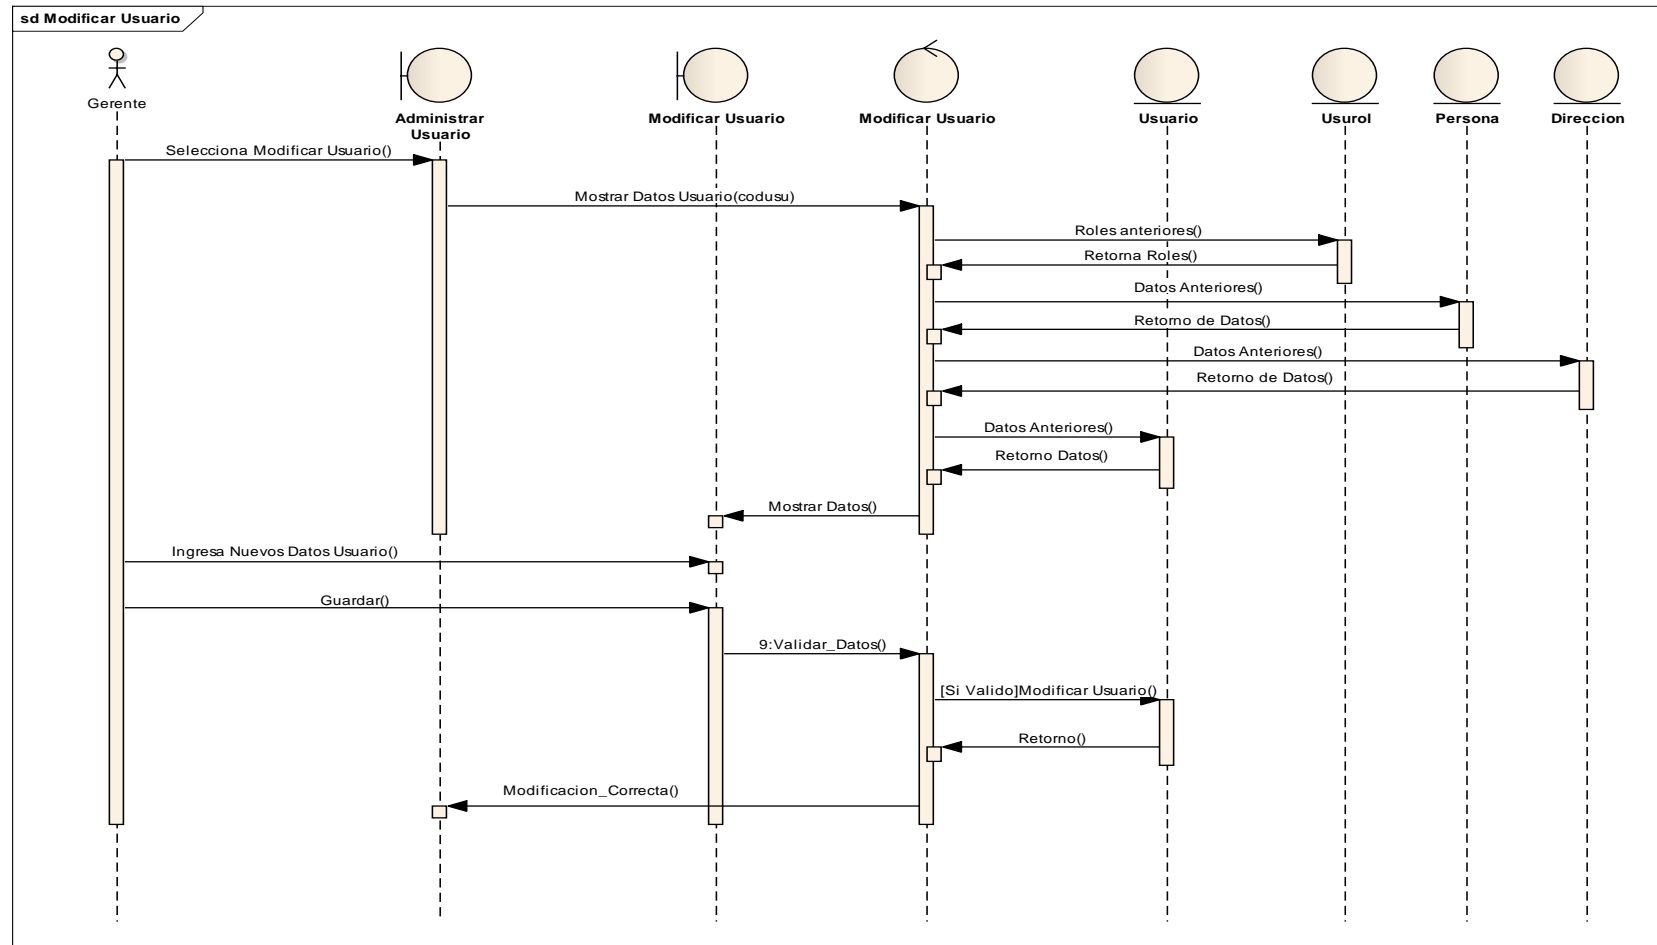 sd Modificar Usuario
Gerente
Administrar
Usuario
Modificar Usuario
Modificar Usuario
Usuario
Usurol
Persona
Direccion
Selecciona Modificar Usuario()
Mostrar Datos Usuario(codusu)
Roles anteriores()
Retorna Roles()
Datos Anteriores()
Retorno de Datos()
Datos Anteriores()
Retorno de Datos()
Datos Anteriores()
Retorno Datos()
Mostrar Datos()
Ingresa Nuevos Datos Usuario()
Guardar()
9:Validar_Datos()
[Si Valido]Modificar Usuario()
Retorno()
Modificacion_Correcta()